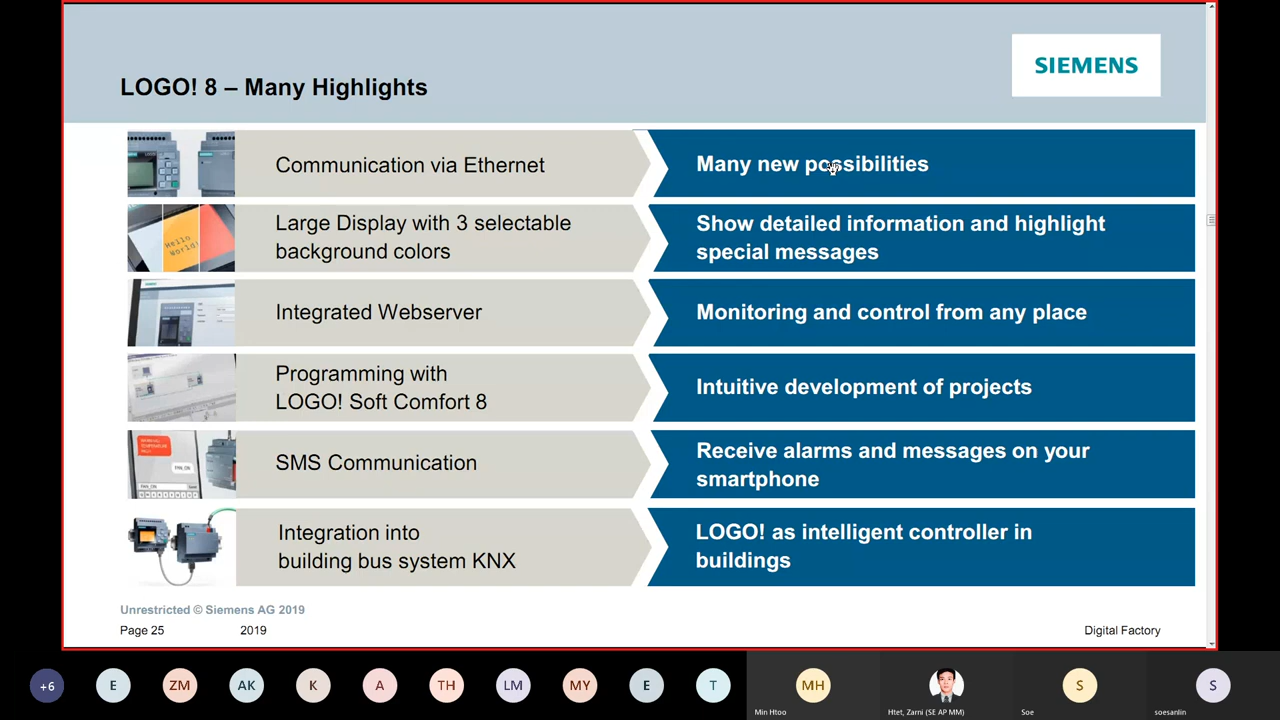 SIEMENS
LOGO! 8 – Many Highlights
Communication via Ethernet
Many new possibilities
Hello
World!
Large Display with 3 selectable
background colors
Show detailed information and highlight
special messages
Integrated Webserver
Monitoring and control from any place
Programming with
LOGO! Soft Comfort 8
Intuitive development of projects
SMS Communication
Receive alarms and messages on your
smartphone
Integration into
building bus system KNX
LOGO! as intelligent controller in
buildings
Unrestricted © Siemens AG 2019
Page 25
2019
Digital Factory
+6
E
ZM
AK
K
A
TH
LM
MY
E
T
MH
S
S
Min Htoo
Htet, Zarni (SE AP MM)
Soe
soesanlin